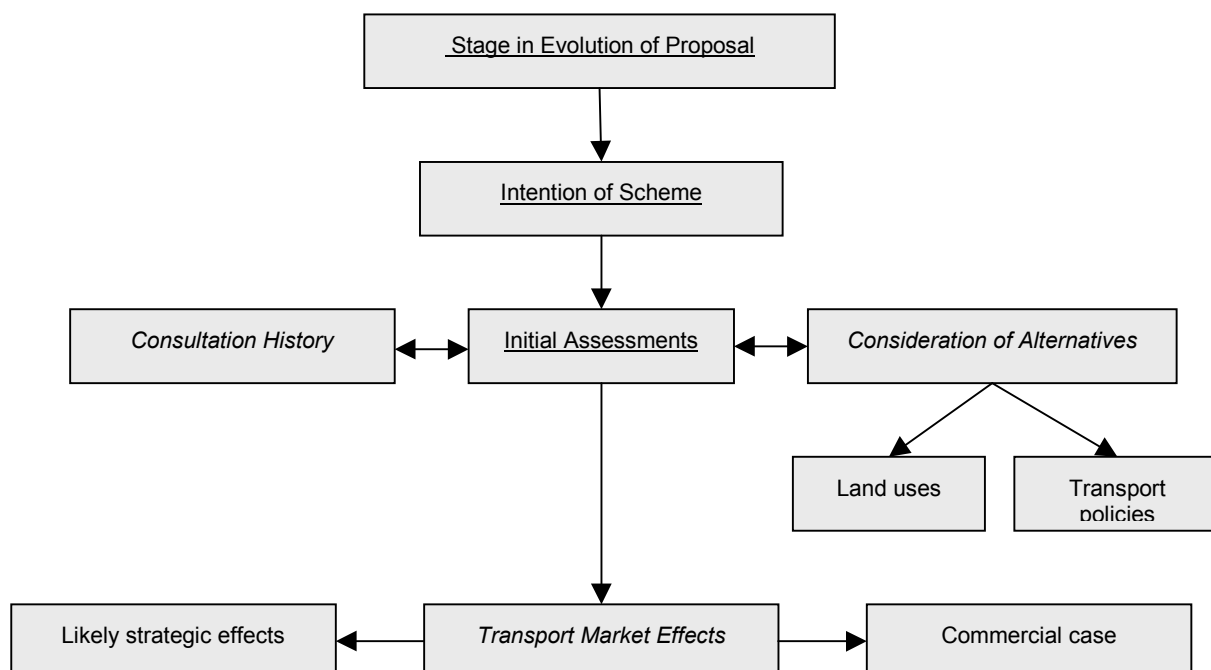 Stage in Evolution of Proposal
Intention of Scheme
Consultation History
Initial Assessments
Consideration of Alternatives
Land uses
Transport
policies
Likely strategic effects
Transport Market Effects
Commercial case